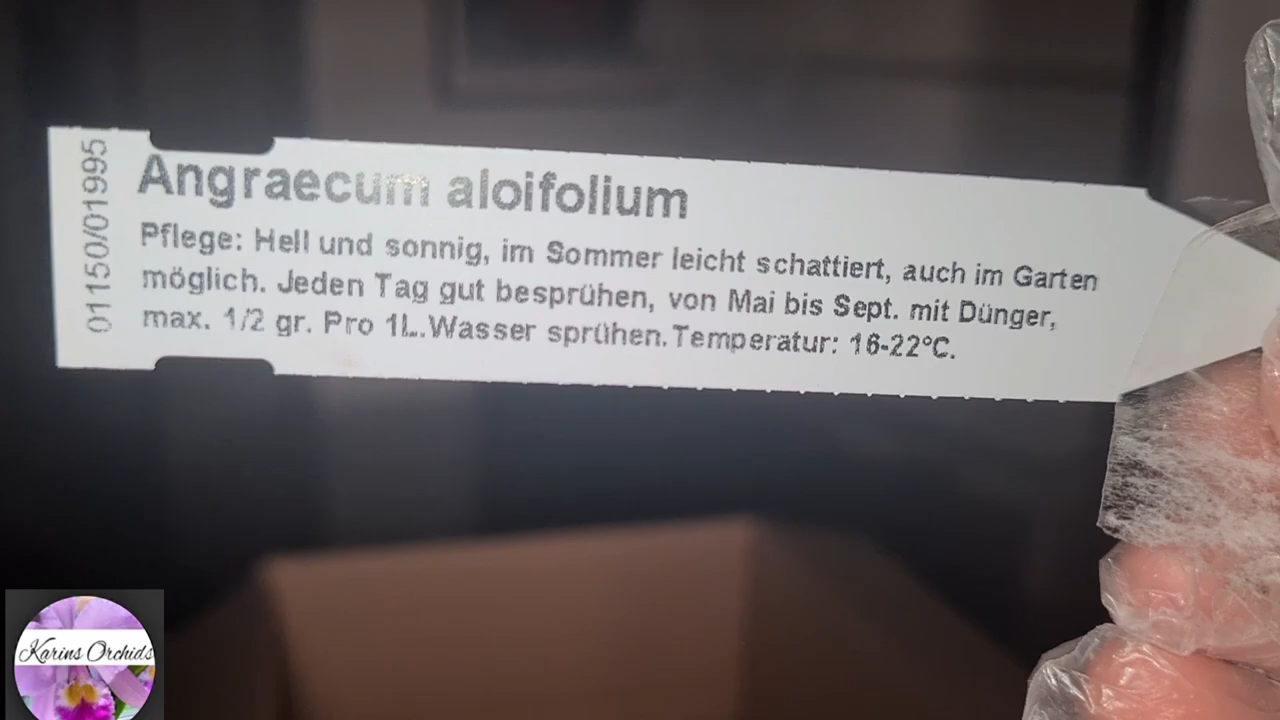 01150/01995
Angraecum aloifolium
Pflege: Hell und sonnig, im Sommer leicht schattiert, auch im Garten
möglich. Jeden Tag gut besprühen, von Mai bis Sept. mit Dünger,
max. 1/2 gr. Pro 1L..Wasser sprühen. Temperatur: 16-22°C.
Karins Orchids